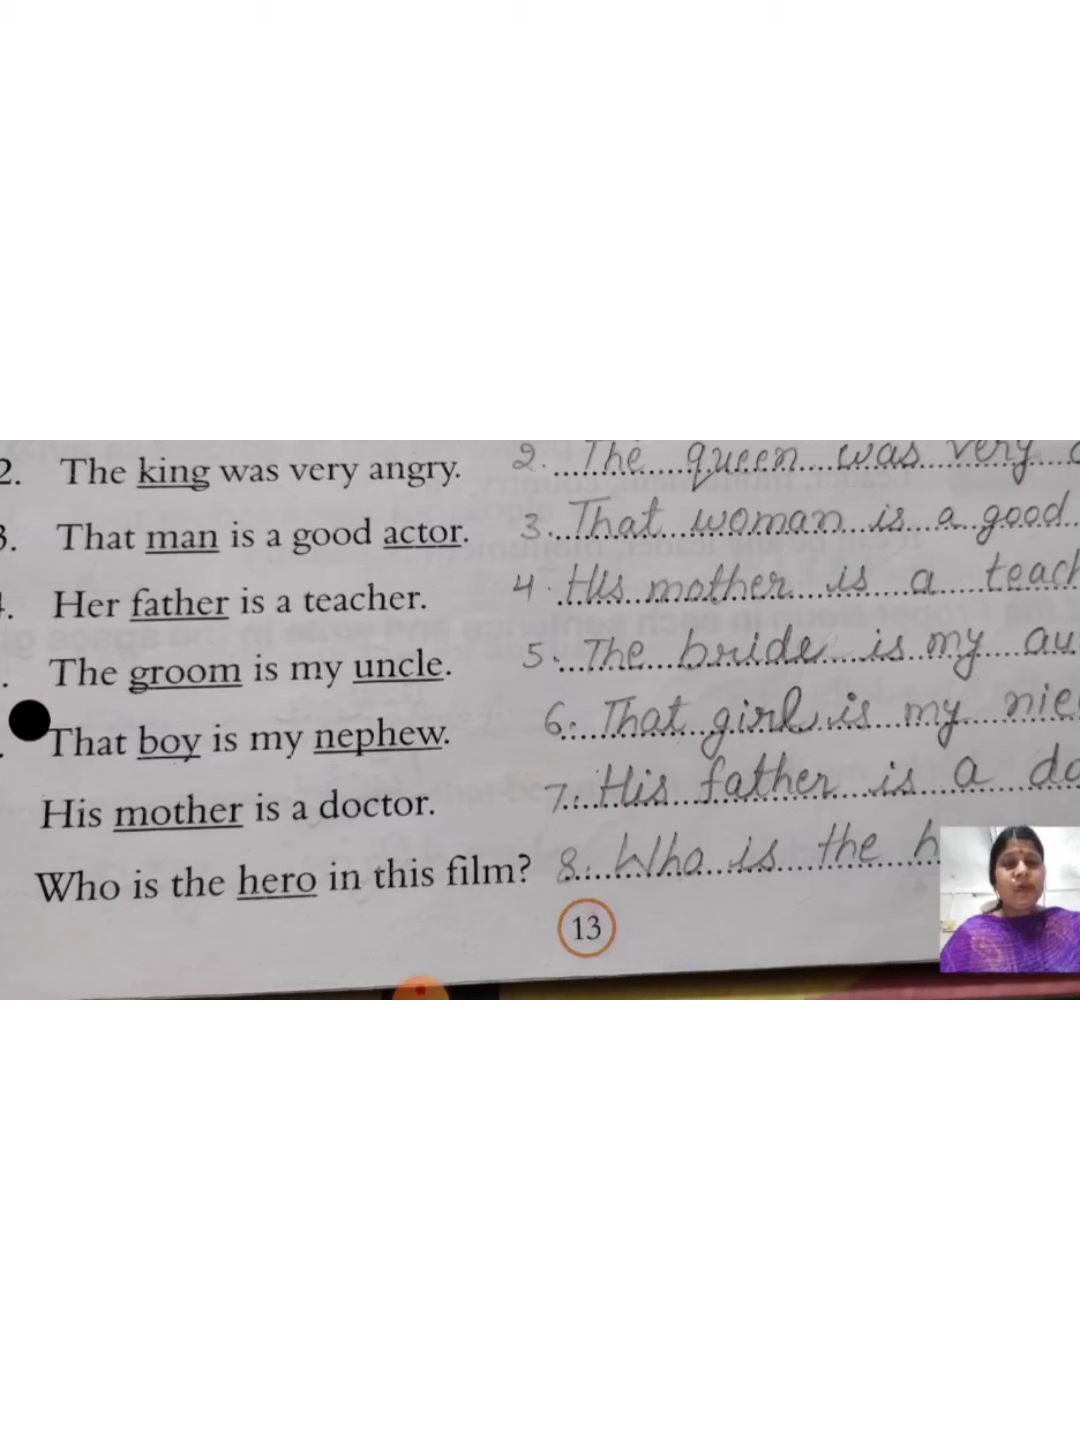 2. The king was very angry. 2. The queen was very
3. That man is a good actor. 3. That woman is a good
4. Her father is a teacher. 4. His mother is a teach
. The groom is my uncle. 5. The bride is my au
. That boy is my nephew. 6. That girl is my nie
His mother is a doctor. 7. His father is a do
Who is the hero in this film? 8. Who is the h
13